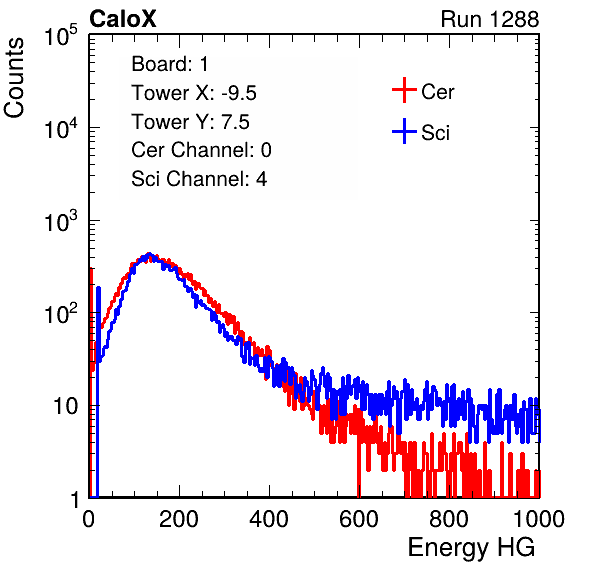 CaloX Run 1288
Counts
10^5
10^4
10^3
10^2
10
1
Board: 1
Tower X: -9.5
Tower Y: 7.5
Cer Channel: 0
Sci Channel: 4
Cer
Sci
0 200 400 600 800 1000
Energy HG